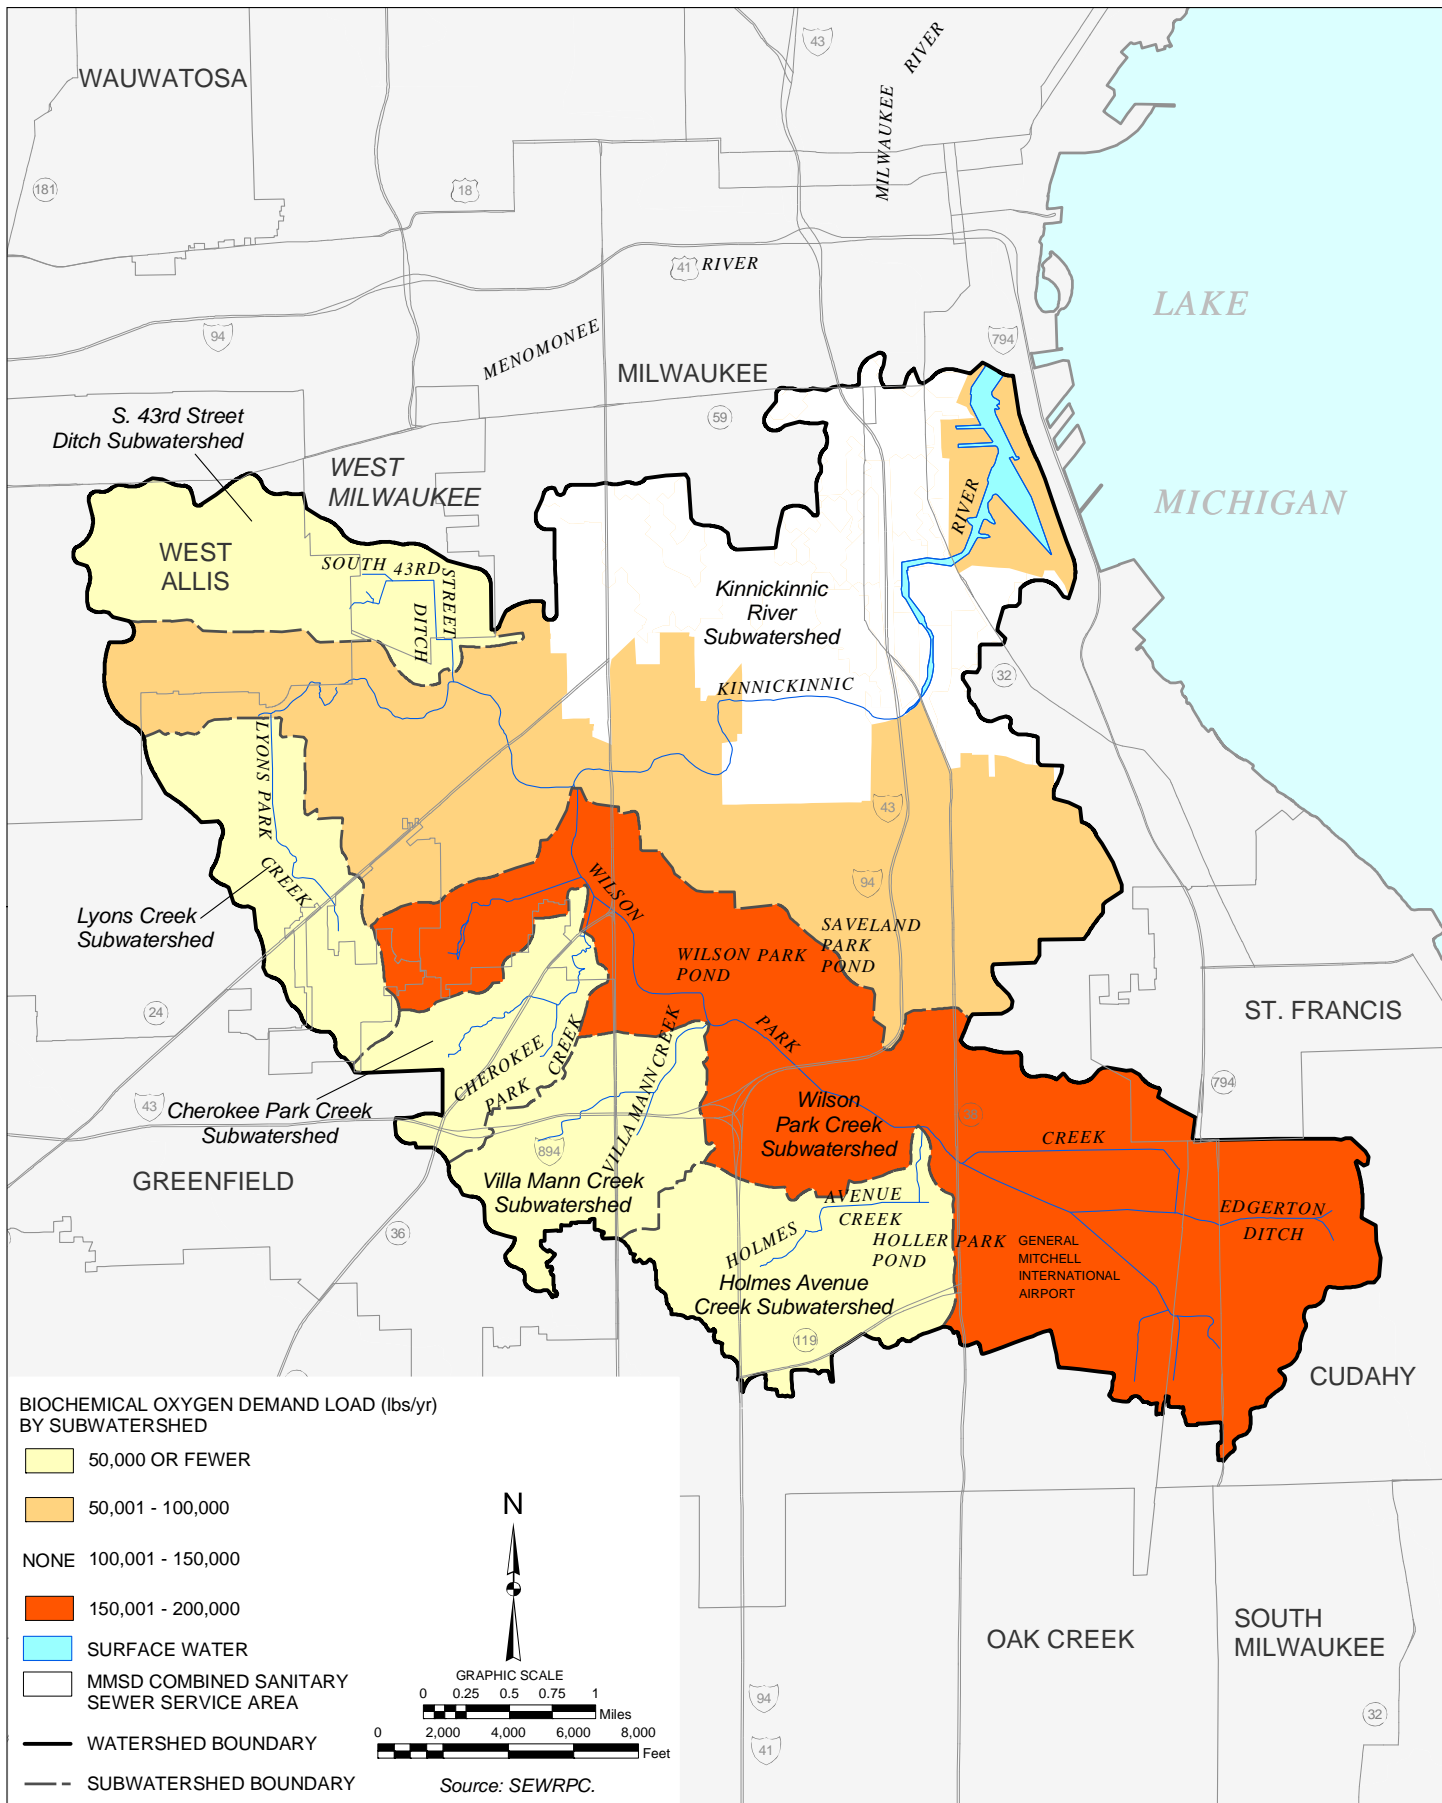 WAUWATOSA
43
MILWAUKEE
RIVER
181
18
41
RIVER
LAKE
94
MENOMONEE
794
MILWAUKEE
59
S. 43rd Street
Ditch Subwatershed
WEST
MILWAUKEE
MICHIGAN
RIVER
WEST
ALLIS
SOUTH 43RD
STREET
DITCH
Kinnickinnic
River
Subwatershed
32
KINNICKINNIC
LYONS PARK
CREEK
43
94
WILSON
Lyons Creek
Subwatershed
SAVELAND
PARK
POND
WILSON PARK
POND
24
ST. FRANCIS
PARK
CHEROKEE
PARK
CREEK
VILLA MANN CREEK
794
43
Cherokee Park Creek
Subwatershed
Wilson
Park Creek
Subwatershed
38
CREEK
894
GREENFIELD
Villa Mann Creek
Subwatershed
AVENUE
CREEK
HOLMES
EDGERTON
DITCH
36
HOLLER PARK
POND
GENERAL
MITCHELL
INTERNATIONAL
AIRPORT
Holmes Avenue
Creek Subwatershed
119
CUDAHY
BIOCHEMICAL OXYGEN DEMAND LOAD (lbs/yr)
BY SUBWATERSHED
50,000 OR FEWER
50,001 - 100,000
NONE 100,001 - 150,000
150,001 - 200,000
SURFACE WATER
MMSD COMBINED SANITARY
SEWER SERVICE AREA
WATERSHED BOUNDARY
SUBWATERSHED BOUNDARY
N
GRAPHIC SCALE
0 0.25 0.5 0.75 1
Miles
0 2,000 4,000 6,000 8,000
Feet
Source: SEWRPC.
OAK CREEK
SOUTH
MILWAUKEE
94
41
32